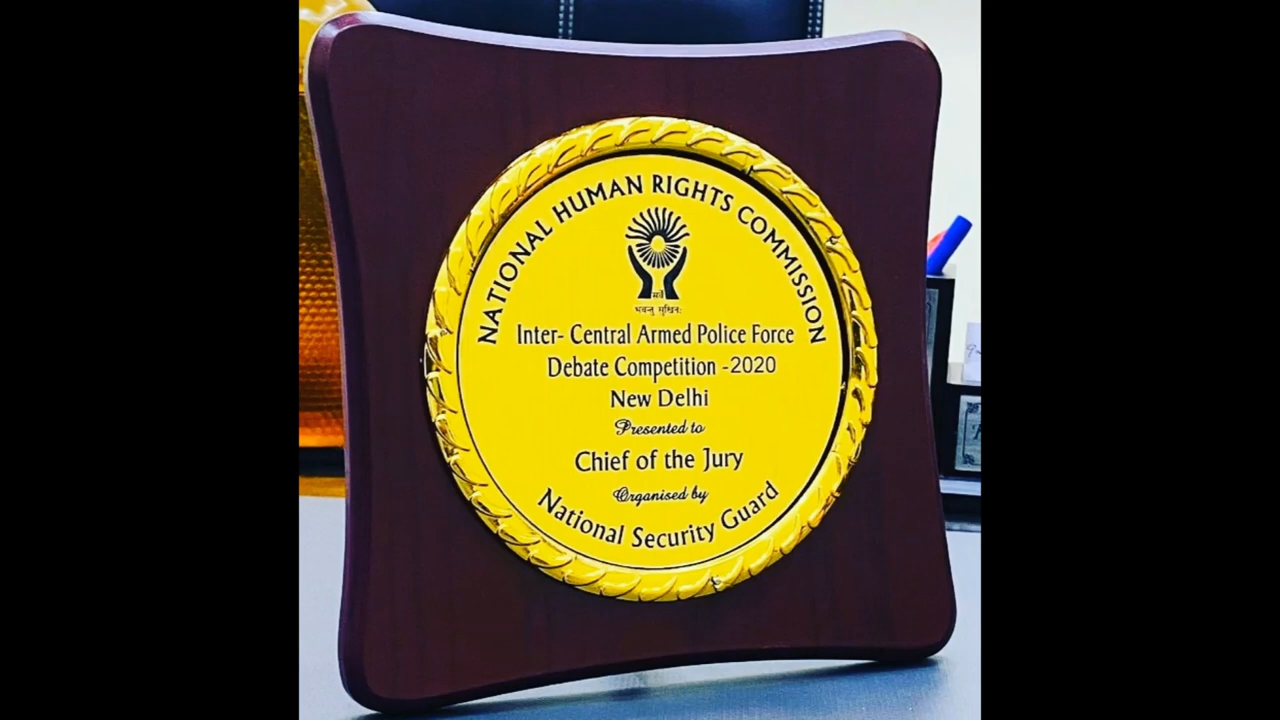 NATIONAL HUMAN RIGHTS COMMISSION
सर्वे
भवन्तु सुखिनः
Inter- Central Armed Police Force
Debate Competition -2020
New Delhi
Presented to
Chief of the Jury
Organised by
National Security Guard